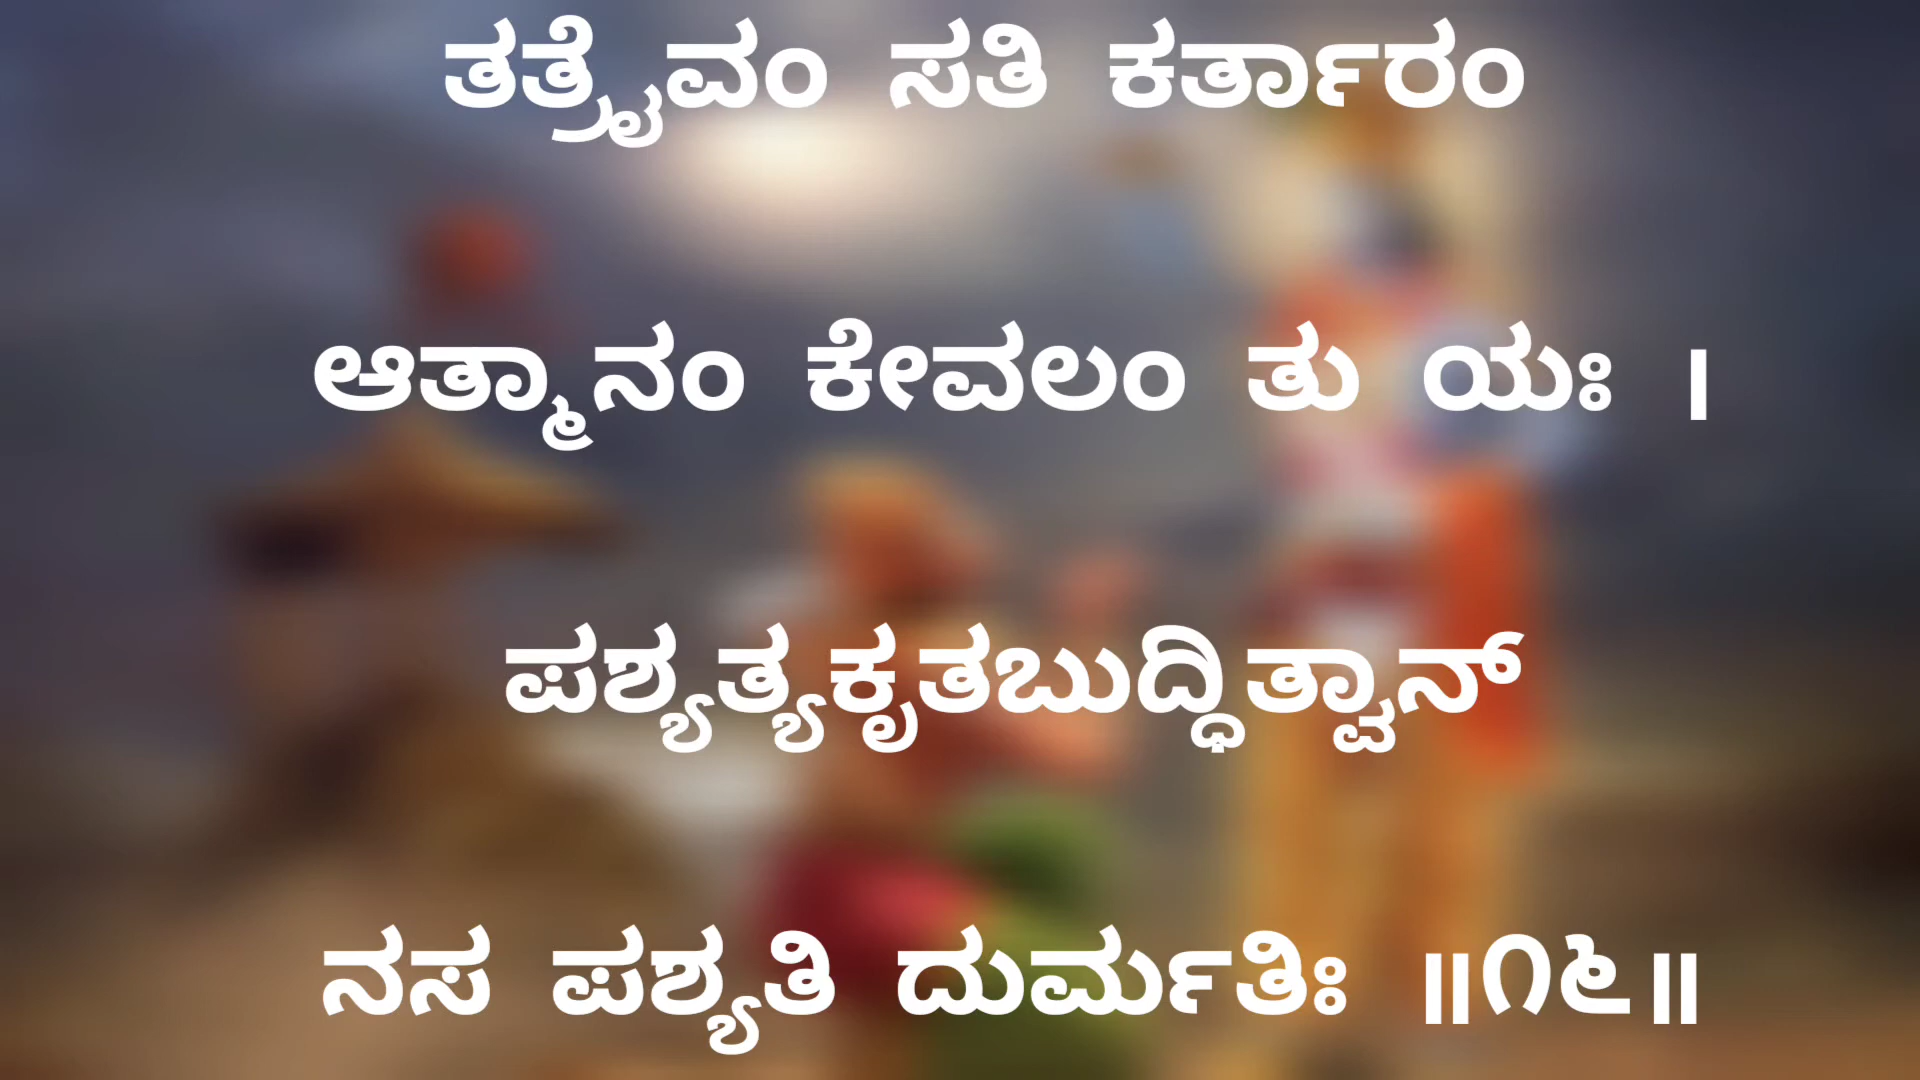 ತತ್ರೈವಂ ಸತಿ ಕರ್ತಾರಂ
ಆತ್ಮಾನಂ ಕೇವಲಂ ತು ಯಃ ।
ಪಶ್ಯತ್ಯಕೃತಬುದ್ಧಿತ್ವಾನ್
ನಸ ಪಶ್ಯತಿ ದುರ್ಮತಿಃ ॥೧೬॥